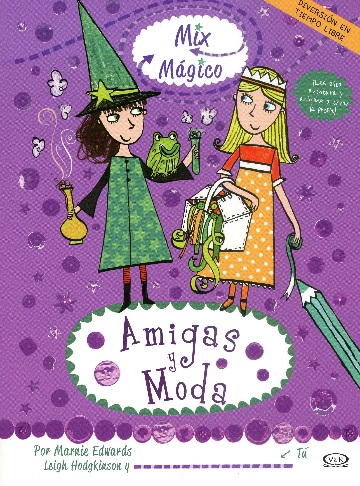 DIVERSIÓN EN
TIEMPO LIBRE
Mix
Mágico
Amigas
y
Moda
Por Marnie Edwards
Leigh Hodgkinson y
Tú
V&R